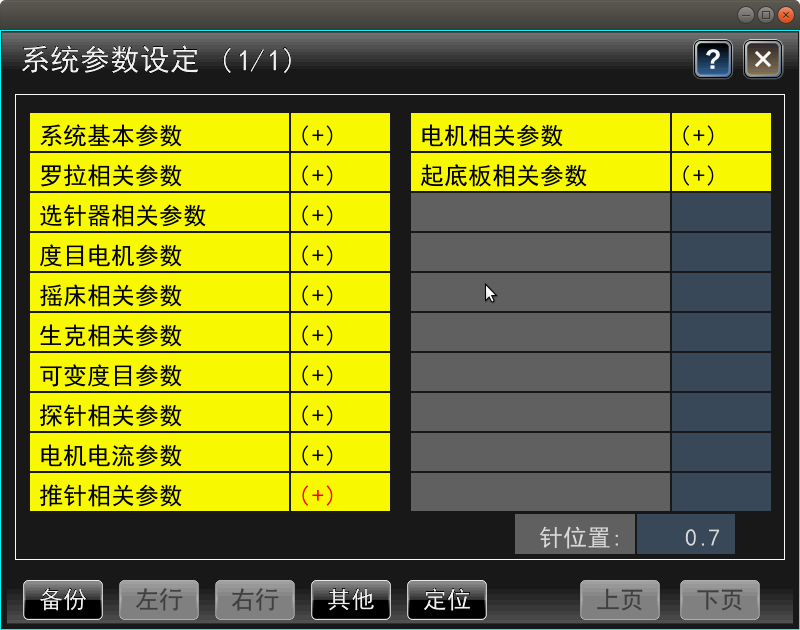 系统参数设定 (1/1)
?
×
系统基本参数 (+)
罗拉相关参数 (+)
选针器相关参数 (+)
度目电机参数 (+)
摇床相关参数 (+)
生克相关参数 (+)
可变度目参数 (+)
探针相关参数 (+)
电机电流参数 (+)
推针相关参数 (+)
电机相关参数 (+)
起底板相关参数 (+)
针位置: 0.7
备份 左行 右行 其他 定位 上页 下页